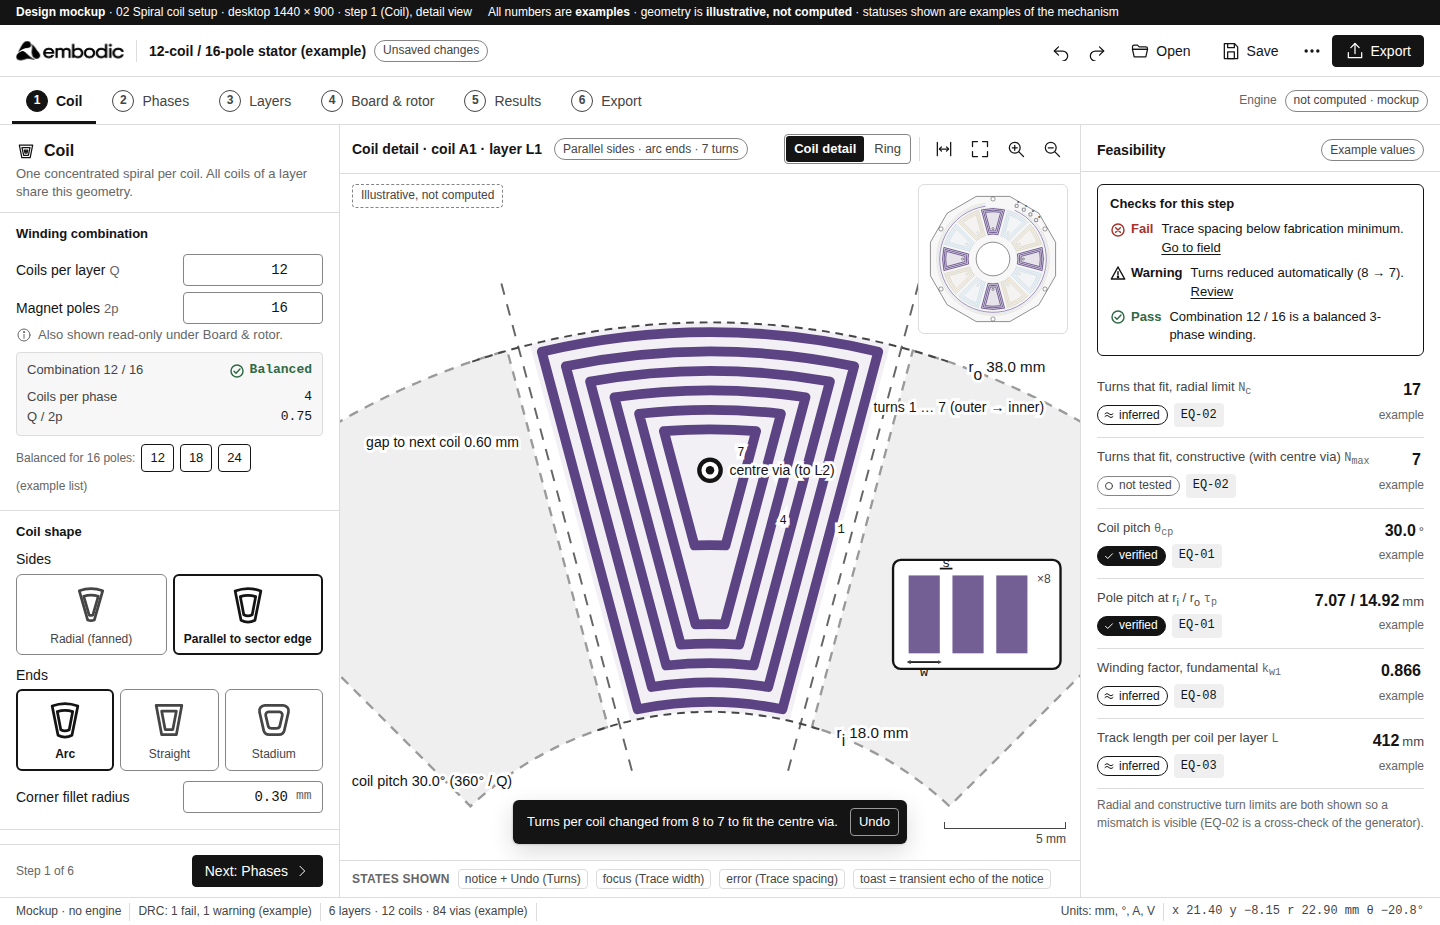 Design mockup · 02 Spiral coil setup · desktop 1440 × 900 · step 1 (Coil), detail view All numbers are examples · geometry is illustrative, not computed · statuses shown are examples of the mechanism
embodic
12-coil / 16-pole stator (example)
Unsaved changes
Open
Save
Export
1 Coil
2 Phases
3 Layers
4 Board & rotor
5 Results
6 Export
Engine
not computed · mockup
Coil
One concentrated spiral per coil. All coils of a layer
share this geometry.
Winding combination
Coils per layer Q
12
Magnet poles 2p
16
Also shown read-only under Board & rotor.
Combination 12 / 16
Balanced
Coils per phase
4
Q / 2p
0.75
Balanced for 16 poles:
12
18
24
(example list)
Coil shape
Sides
Radial (fanned)
Parallel to sector edge
Ends
Arc
Straight
Stadium
Corner fillet radius
0.30 mm
Step 1 of 6
Next: Phases
Coil detail · coil A1 · layer L1
Parallel sides · arc ends · 7 turns
Coil detail
Ring
Illustrative, not computed
ro 38.0 mm
turns 1 … 7 (outer → inner)
gap to next coil 0.60 mm
7
centre via (to L2)
4
1
s
×8
w
ri 18.0 mm
coil pitch 30.0° (360° / Q)
Turns per coil changed from 8 to 7 to fit the centre via.
Undo
5 mm
STATES SHOWN
notice + Undo (Turns)
focus (Trace width)
error (Trace spacing)
toast = transient echo of the notice
Feasibility
Example values
Checks for this step
Fail Trace spacing below fabrication minimum.
Go to field
Warning Turns reduced automatically (8 → 7).
Review
Pass Combination 12 / 16 is a balanced 3-
phase winding.
Turns that fit, radial limit Nc
17
≈ inferred
EQ-02
example
Turns that fit, constructive (with centre via) Nmax
7
not tested
EQ-02
example
Coil pitch θcp
30.0 °
verified
EQ-01
example
Pole pitch at ri / ro τp
7.07 / 14.92 mm
verified
EQ-01
example
Winding factor, fundamental kw1
0.866
≈ inferred
EQ-08
example
Track length per coil per layer L
412 mm
≈ inferred
EQ-03
example
Radial and constructive turn limits are both shown so a
mismatch is visible (EQ-02 is a cross-check of the generator).
Mockup · no engine
DRC: 1 fail, 1 warning (example)
6 layers · 12 coils · 84 vias (example)
Units: mm, °, A, V
x 21.40 y −8.15 r 22.90 mm θ −20.8°